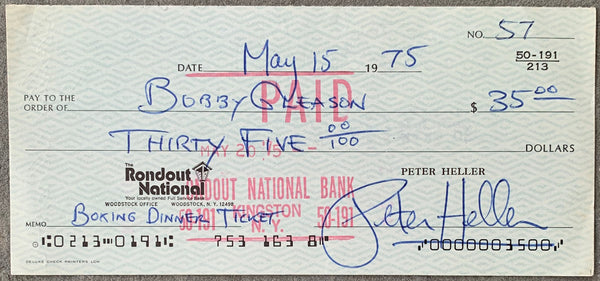 NO. 57
50-191
213
DATE May 15 1975
PAID
PAY TO THE
ORDER OF Bobby Gleason $ 35.00
Thirty Five 00/100 DOLLARS
MAY 20 75
The Rondout National
Your locally owned Full Service Bank
WOODSTOCK OFFICE WOODSTOCK, N.Y. 12498
PETER HELLER
RONDOUT NATIONAL BANK
50-191 KINGSTON 50-191
N. Y.
MEMO Boxing Dinner Ticket
Peter Heller
⑆0213⑉0191⑆ 753 163 8⑈ ⑈0000003500⑈
DELUXE CHECK PRINTERS